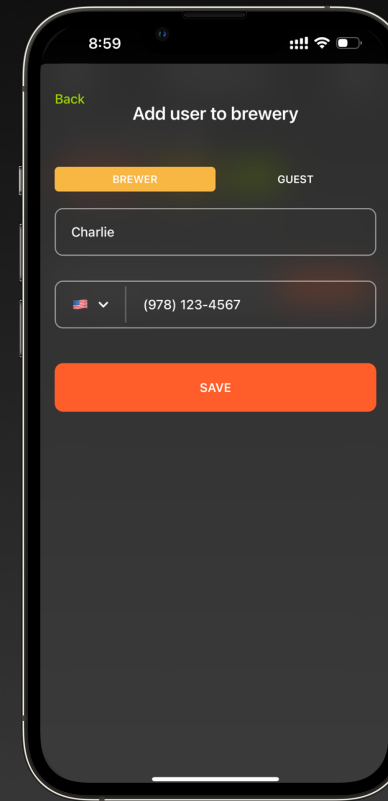 8:59
Back
Add user to brewery
BREWER GUEST
Charlie
(978) 123-4567
SAVE